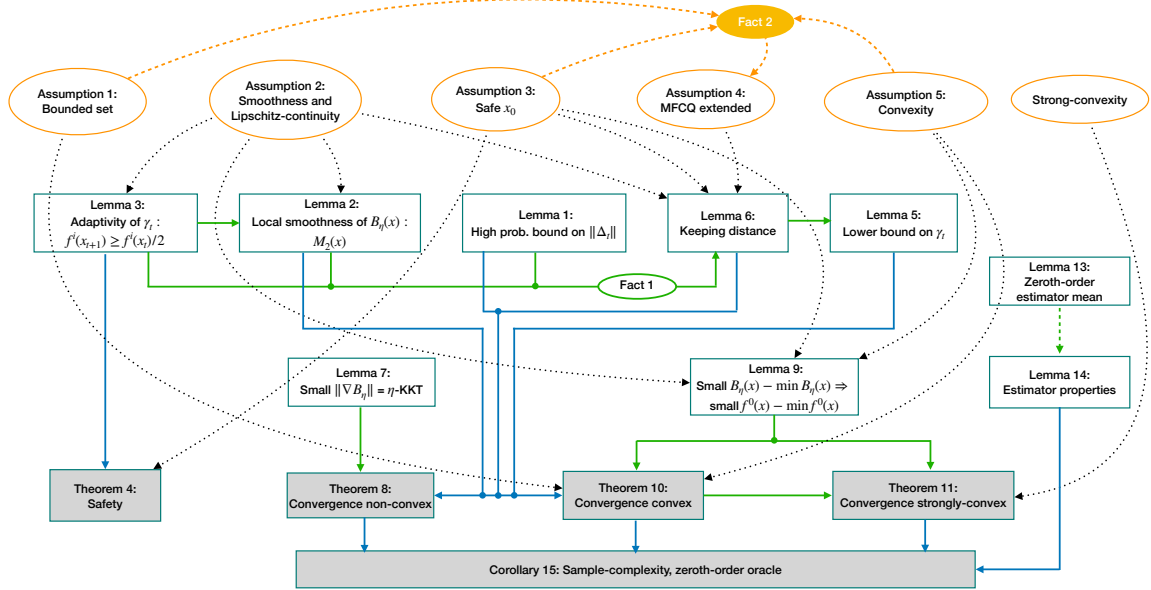 Fact 2
Assumption 1:
Bounded set
Assumption 2:
Smoothness and
Lipschitz-continuity
Assumption 3:
Safe x₀
Assumption 4:
MFCQ extended
Assumption 5:
Convexity
Strong-convexity
Lemma 3:
Adaptivity of γₜ :
fⁱ(xₜ₊₁) ≥ fⁱ(xₜ)/2
Lemma 2:
Local smoothness of B_η(x) :
M₂(x)
Lemma 1:
High prob. bound on ‖Δₜ‖
Lemma 6:
Keeping distance
Lemma 5:
Lower bound on γₜ
Fact 1
Lemma 13:
Zeroth-order
estimator mean
Lemma 7:
Small ‖∇B_η‖ = η-KKT
Lemma 9:
Small B_η(x) − min B_η(x) ⇒
small f⁰(x) − min f⁰(x)
Lemma 14:
Estimator properties
Theorem 4:
Safety
Theorem 8:
Convergence non-convex
Theorem 10:
Convergence convex
Theorem 11:
Convergence strongly-convex
Corollary 15: Sample-complexity, zeroth-order oracle